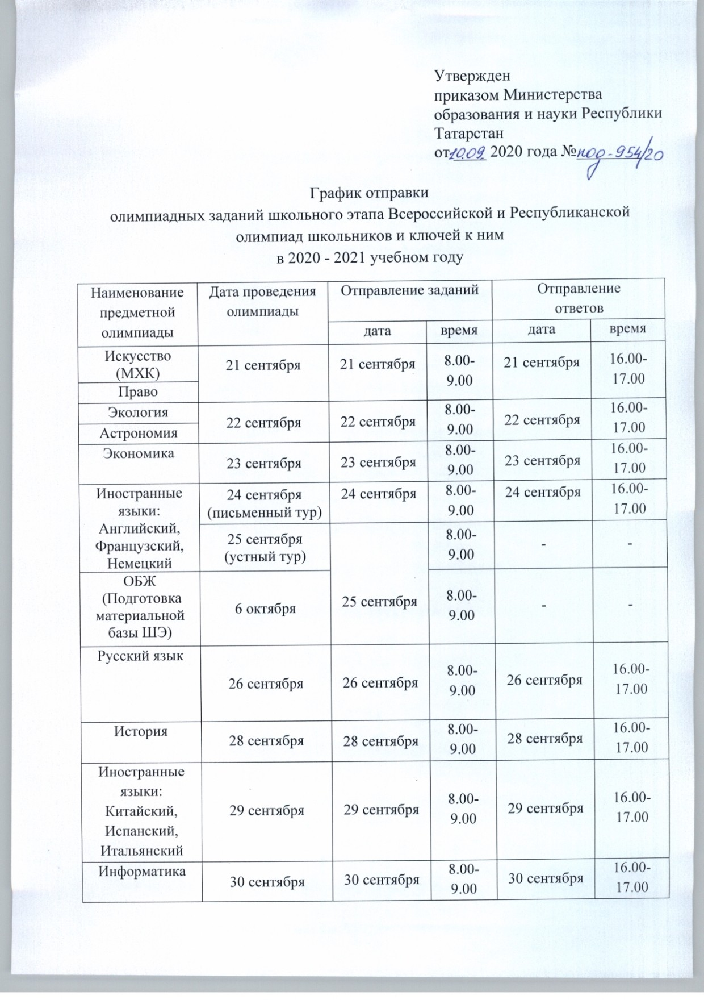 Утвержден
приказом Министерства
образования и науки Республики
Татарстан
от 10.09 2020 года № под-954/20
График отправки
олимпиадных заданий школьного этапа Всероссийской и Республиканской
олимпиад школьников и ключей к ним
в 2020 - 2021 учебном году
Наименование предметной олимпиады Дата проведения олимпиады Отправление заданий Отправление ответов
дата время дата время
Искусство
(МХК)
Право
21 сентября 21 сентября 8.00-9.00 21 сентября 16.00-17.00
Экология
Астрономия
22 сентября 22 сентября 8.00-9.00 22 сентября 16.00-17.00
Экономика
23 сентября 23 сентября 8.00-9.00 23 сентября 16.00-17.00
Иностранные
языки:
Английский,
Французский,
Немецкий
24 сентября
(письменный тур)
24 сентября 8.00-9.00 24 сентября 16.00-17.00
25 сентября
(устный тур)
8.00-9.00 - -
ОБЖ
(Подготовка
материальной
базы ШЭ)
6 октября 25 сентября 8.00-9.00 - -
Русский язык
26 сентября 26 сентября 8.00-9.00 26 сентября 16.00-17.00
История
28 сентября 28 сентября 8.00-9.00 28 сентября 16.00-17.00
Иностранные
языки:
Китайский,
Испанский,
Итальянский
29 сентября 29 сентября 8.00-9.00 29 сентября 16.00-17.00
Информатика
30 сентября 30 сентября 8.00-9.00 30 сентября 16.00-17.00